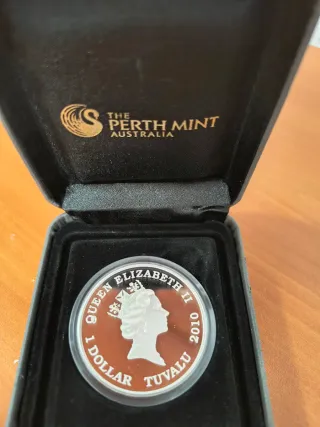 THE
PERTH MINT
AUSTRALIA
QUEEN ELIZABETH II
1 DOLLAR TUVALU 2010